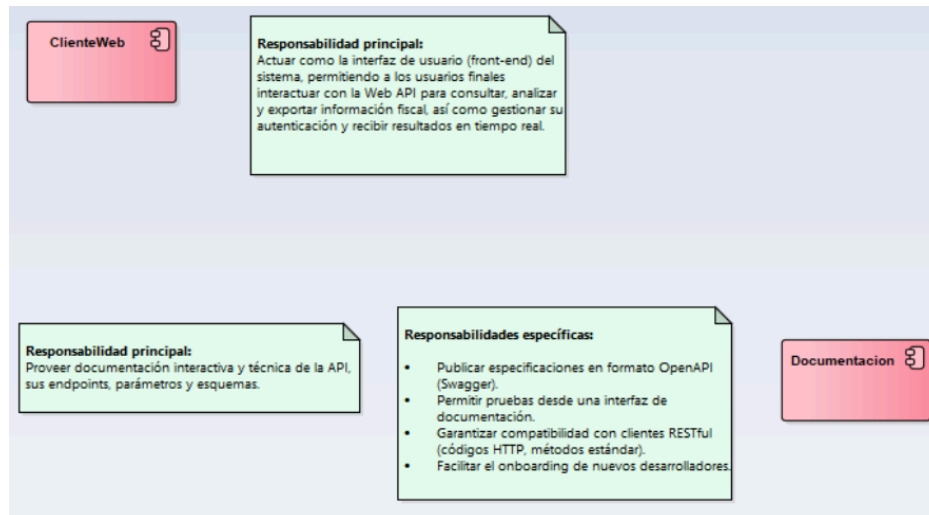 ClienteWeb
Responsabilidad principal:
Actuar como la interfaz de usuario (front-end) del
sistema, permitiendo a los usuarios finales
interactuar con la Web API para consultar, analizar
y exportar información fiscal, así como gestionar su
autenticación y recibir resultados en tiempo real.
Responsabilidad principal:
Proveer documentación interactiva y técnica de la API,
sus endpoints, parámetros y esquemas.
Responsabilidades específicas:
• Publicar especificaciones en formato OpenAPI
(Swagger).
• Permitir pruebas desde una interfaz de
documentación.
• Garantizar compatibilidad con clientes RESTful
(códigos HTTP, métodos estándar).
• Facilitar el onboarding de nuevos desarrolladores.
Documentacion